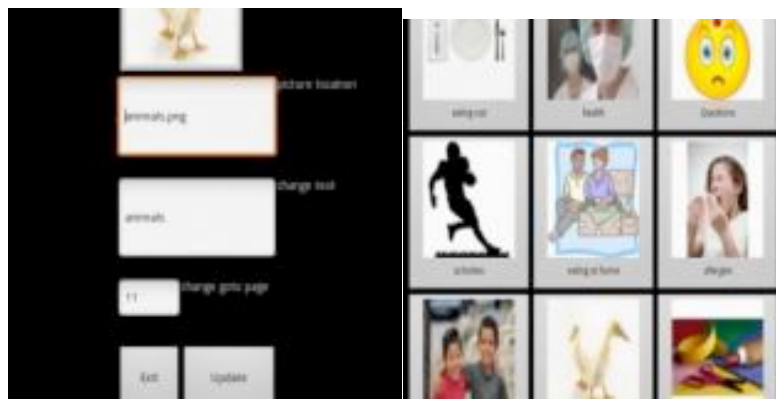 picture location
animals.png
change text
animals
change goto page
11
Exit
Update
eating out
health
Questions
activities
eating at home
allergies